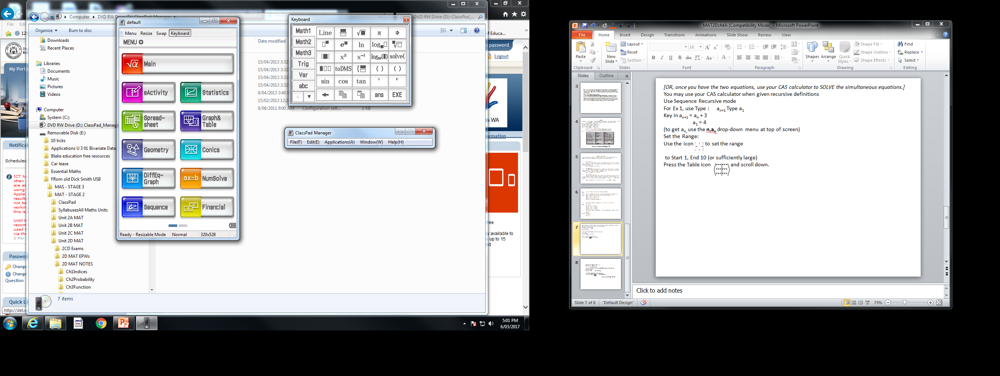 Computer ▸ DVD RW Drive (D:) ClassPad_Manager
DVD RW Drive (D:) ClassPad_...
File
Organize
Burn to disc
Downloads
Recent Places
Libraries
Documents
Music
Pictures
Videos
Computer
System (C:)
DVD RW Drive (D:) ClassPad_Manag
Removable Disk (E:)
10 ticks
Applications U 3 01 Bivariate Data
Blake education free resources
Car lease
Essential Maths
FRom old Dick Smith USB
MAS - STAGE 3
MAT - STAGE 2
ClassPad
SyllabusesAll Maths Units
Unit 2A MAT
Unit 2B MAT
Unit 2C MAT
Unit 2D MAT
2CD Exams
2D MAT EPWs
2D MAT NOTES
Ch1Indices
Ch2Probability
Ch3Function
7 items
Date modified
15/04/2013 3:32
15/04/2013 3:32
15/04/2013 3:32
15/04/2013 3:32
8/04/2013 3:40
15/02/2013 12:2
8/08/2011 9:00 AM Configuration sett... 1 KB
default
Menu Resize Swap Keyboard
MENU
√α Main
eActivity
Statistics
Spread-
sheet
Graph&
Table
Geometry
Conics
DiffEq-
Graph
ax=b NumSolve
Sequence
Financial
Ready - Resizable Mode Normal 320x528
Keyboard
Math1 Line √■ π ⇒
Math2 e■ ln log■□
Math3 |■| x² x⁻¹ log₁₀(■) solve(
Trig toDMS { } ( )
Var sin cos tan ° r
abc
ans EXE
ClassPad Manager
File(F) Edit(E) Applications(A) Window(W) Help(H)
My Port
Notifica
Scheduled
ICT ha
when
are ac
using
Apple
resulte
not be
workin
this is
Until t
recom
used t
via the
2 Mar
Passwo
Change
Change
Question
Quick L
http://det.v
f Educa...
password
Logout
s WA
rmation
ree
y available to
up to 15
d
5:01 PM
6/03/2017
MAT2Dch4A [Compatibility Mode] - Microsoft PowerPoint
File Home Insert Design Transitions Animations Slide Show Review View
Paste
Clipboard
New
Slide
Layout
Reset
Section
Slides
16
B I U S abc AV Aa A
Font
Paragraph
Shapes
Arrange
Quick
Styles
Shape Fill
Shape Outline
Shape Effects
Drawing
Find
Replace
Select
Editing
Slides Outline
3
4
5
6
7
8
[OR, once you have the two equations, use your CAS calculator to SOLVE the simultaneous equations.]
You may use your CAS calculator when given recursive definitions
Use Sequence Recursive mode
For Ex 1, use Type : aₙ₊₁ Type a₁
Key in aₙ₊₁ = aₙ + 3
a₁ = 4
(to get aₙ, use the n,aₙ drop-down menu at top of screen)
Set the Range:
Use the icon to set the range
to Start 1, End 10 (or sufficiently large)
Press the Table icon and scroll down.
Click to add notes
Slide 7 of 8 "Default Design" 75%